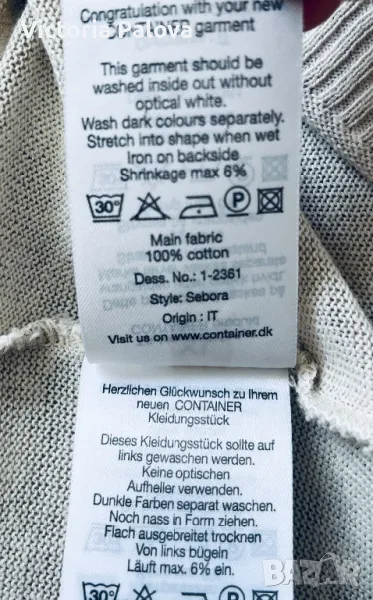 Victoria Palova
Congratulation with your new
CONTAINER garment
This garment should be
washed inside out without
optical white.
Wash dark colours separately.
Stretch into shape when wet
Iron on backside
Shrinkage max 6%
30° P
Main fabric
100% cotton
Dess. No.: 1-2361
Style: Sebora
Origin : IT
Visit us on www.container.dk
Herzlichen Glückwunsch zu Ihrem
neuen CONTAINER
Kleidungsstück
Dieses Kleidungsstück sollte auf
links gewaschen werden.
Keine optischen
Aufheller verwenden.
Dunkle Farben separat waschen.
Noch nass in Form ziehen.
Flach ausgebreitet trocknen
Von links bügeln
Läuft max. 6% ein.
30° P
BAZAR